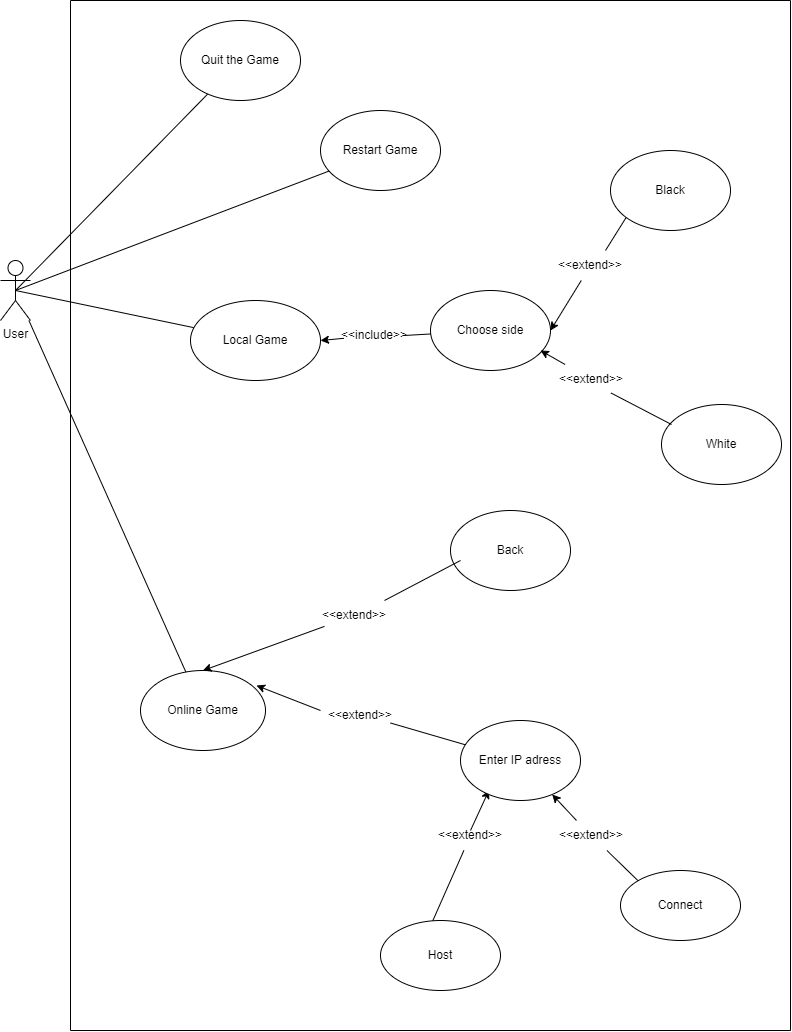 Quit the Game
Restart Game
Black
<<extend>>
User
Local Game
<<include>>
Choose side
<<extend>>
White
Back
<<extend>>
Online Game
<<extend>>
Enter IP adress
<<extend>>
<<extend>>
Connect
Host